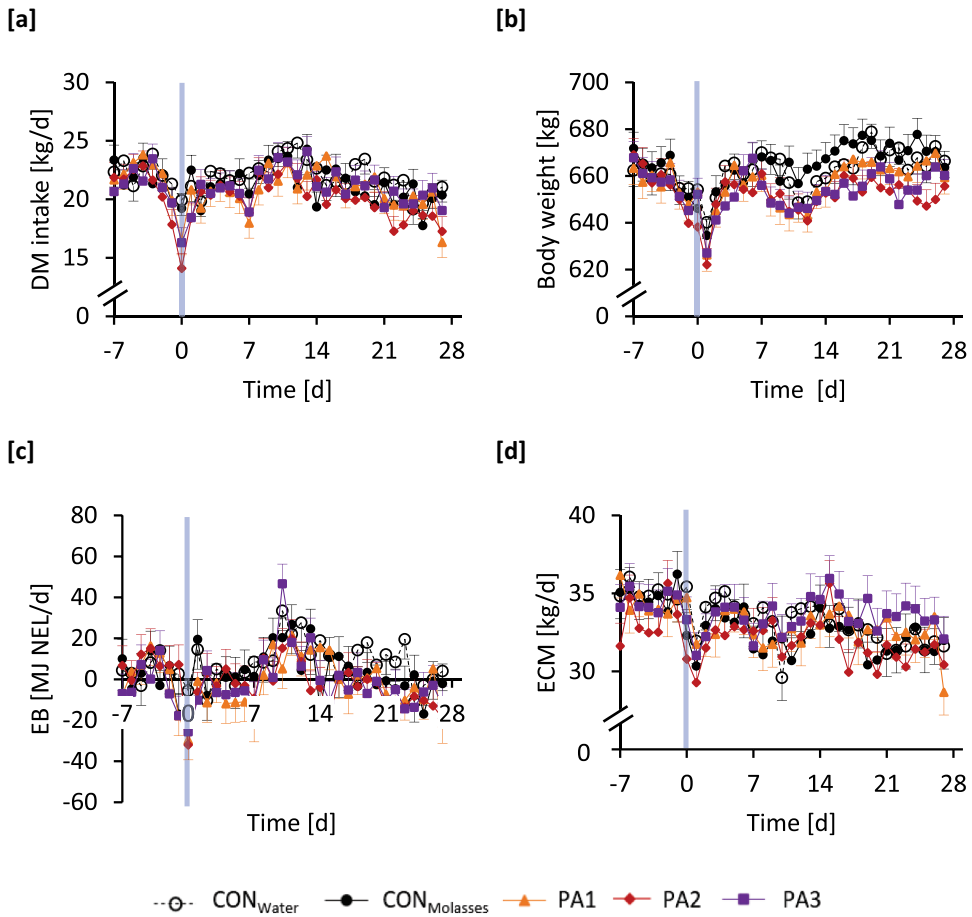 [a]
[b]
30
25
20
15
0
DM intake [kg/d]
-7 0 7 14 21 28
Time [d]
700
680
660
640
620
0
Body weight [kg]
-7 0 7 14 21 28
Time [d]
[c]
[d]
80
60
40
20
0
-20
-40
-60
EB [MJ NEL/d]
-7 0 7 14 21 28
Time [d]
40
35
30
0
ECM [kg/d]
-7 0 7 14 21 28
Time [d]
CONWater CONMolasses PA1 PA2 PA3